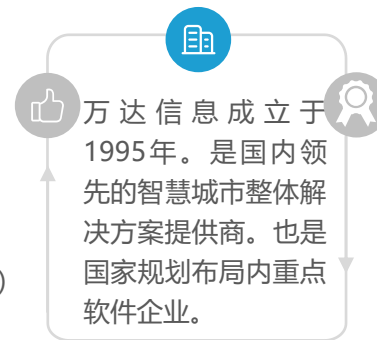 万达信息成立于
1995年。是国内领
先的智慧城市整体解
决方案提供商。也是
国家规划布局内重点
）
软件企业。